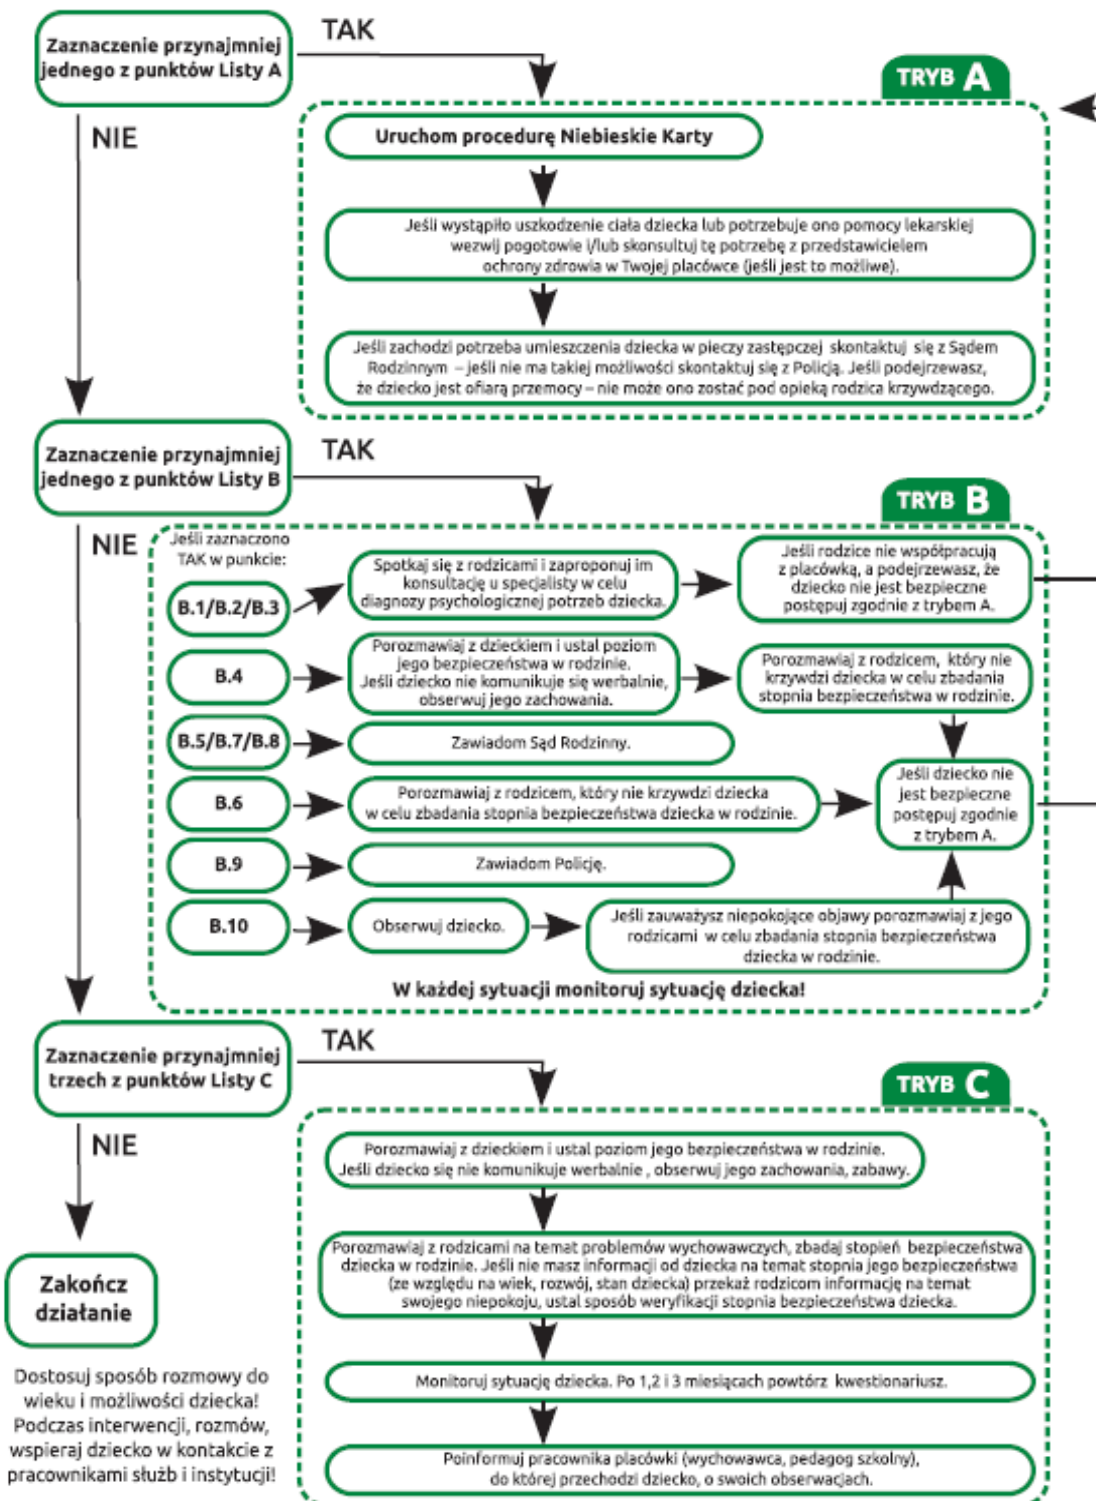 Zaznaczenie przynajmniej
jednego z punktów Listy A
TAK
NIE
TRYB A
Uruchom procedurę Niebieskie Karty
Jeśli wystąpiło uszkodzenie ciała dziecka lub potrzebuje ono pomocy lekarskiej
wezwij pogotowie i/lub skonsultuj tę potrzebę z przedstawicielem
ochrony zdrowia w Twojej placówce (jeśli jest to możliwe).
Jeśli zachodzi potrzeba umieszczenia dziecka w pieczy zastępczej skontaktuj się z Sądem
Rodzinnym – jeśli nie ma takiej możliwości skontaktuj się z Policją. Jeśli podejrzewasz,
że dziecko jest ofiarą przemocy – nie może ono zostać pod opieką rodzica krzywdzącego.
Zaznaczenie przynajmniej
jednego z punktów Listy B
TAK
NIE
TRYB B
Jeśli zaznaczono
TAK w punkcie:
B.1/B.2/B.3
Spotkaj się z rodzicami i zaproponuj im
konsultację u specjalisty w celu
diagnozy psychologicznej potrzeb dziecka.
Jeśli rodzice nie współpracują
z placówką, a podejrzewasz, że
dziecko nie jest bezpieczne
postępuj zgodnie z trybem A.
B.4
Porozmawiaj z dzieckiem i ustal poziom
jego bezpieczeństwa w rodzinie.
Jeśli dziecko nie komunikuje się werbalnie,
obserwuj jego zachowania.
Porozmawiaj z rodzicem, który nie
krzywdzi dziecka w celu zbadania
stopnia bezpieczeństwa w rodzinie.
B.5/B.7/B.8
Zawiadom Sąd Rodzinny.
B.6
Porozmawiaj z rodzicem, który nie krzywdzi dziecka
w celu zbadania stopnia bezpieczeństwa dziecka w rodzinie.
Jeśli dziecko nie
jest bezpieczne
postępuj zgodnie
z trybem A.
B.9
Zawiadom Policję.
B.10
Obserwuj dziecko.
Jeśli zauważysz niepokojące objawy porozmawiaj z jego
rodzicami w celu zbadania stopnia bezpieczeństwa
dziecka w rodzinie.
W każdej sytuacji monitoruj sytuację dziecka!
Zaznaczenie przynajmniej
trzech z punktów Listy C
TAK
NIE
TRYB C
Porozmawiaj z dzieckiem i ustal poziom jego bezpieczeństwa w rodzinie.
Jeśli dziecko się nie komunikuje werbalnie , obserwuj jego zachowania, zabawy.
Porozmawiaj z rodzicami na temat problemów wychowawczych, zbadaj stopień bezpieczeństwa
dziecka w rodzinie. Jeśli nie masz informacji od dziecka na temat stopnia jego bezpieczeństwa
(ze względu na wiek, rozwój, stan dziecka) przekaż rodzicom informację na temat
swojego niepokoju, ustal sposób weryfikacji stopnia bezpieczeństwa dziecka.
Monitoruj sytuację dziecka. Po 1,2 i 3 miesiącach powtórz kwestionariusz.
Poinformuj pracownika placówki (wychowawca, pedagog szkolny),
do której przechodzi dziecko, o swoich obserwacjach.
Zakończ
działanie
Dostosuj sposób rozmowy do
wieku i możliwości dziecka!
Podczas interwencji, rozmów,
wspieraj dziecko w kontakcie z
pracownikami służb i instytucji!